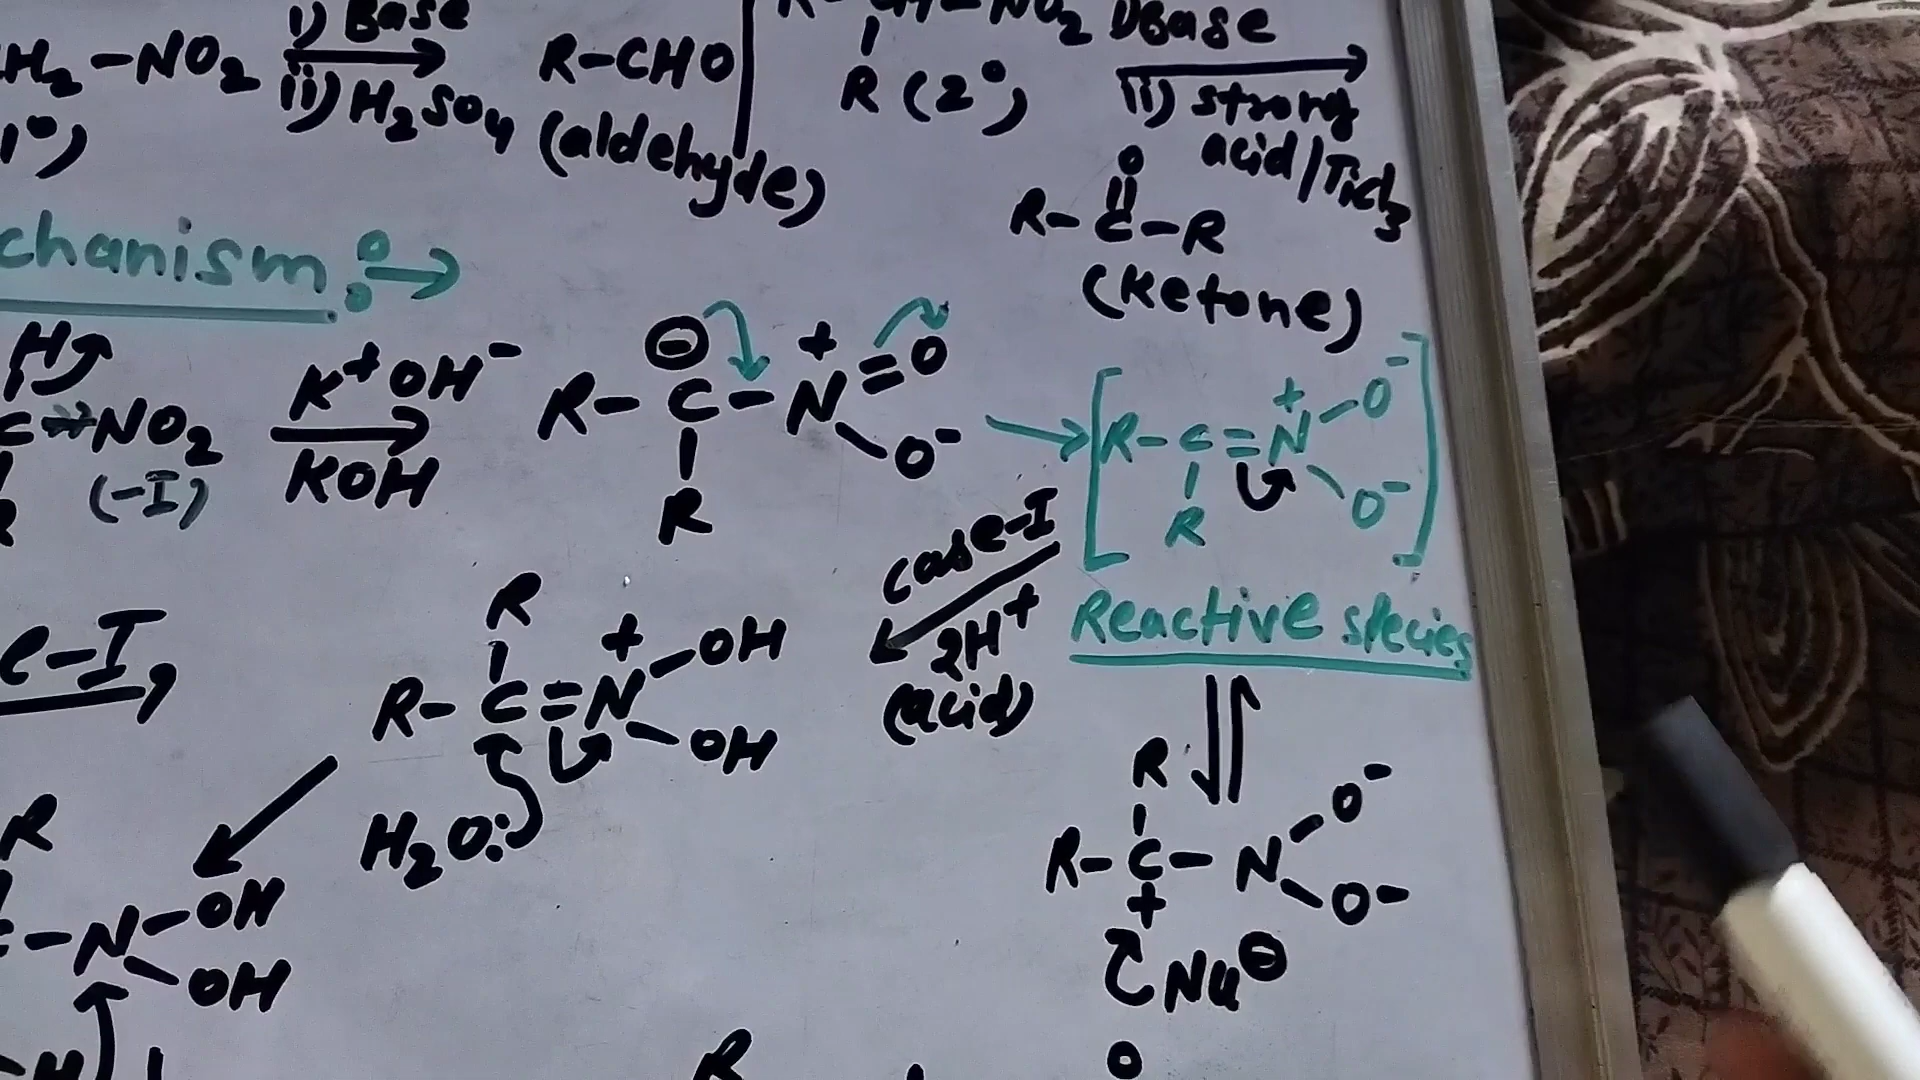 H₂-NO₂ i) Base ii) H₂SO₄ R-CHO
1°) (aldehyde)
NO₂ i) Base
R (2°) ii) strong acid/TiCl₃
O
R-C-R
(Ketone)
chanism :→
H K⁺OH⁻ ⊖ +
C NO₂ KOH R-C-N=O
(-I) O⁻
R
[R-C=N⁺ O⁻ O⁻
R]
Reactive species
case-I
2H⁺
(acid)
e-I,
R
R-C=N⁺ OH
OH
H₂O:
R
C-N-OH
OH
R
R-C-N O⁻
+ O⁻
Nu⊖
H
R O